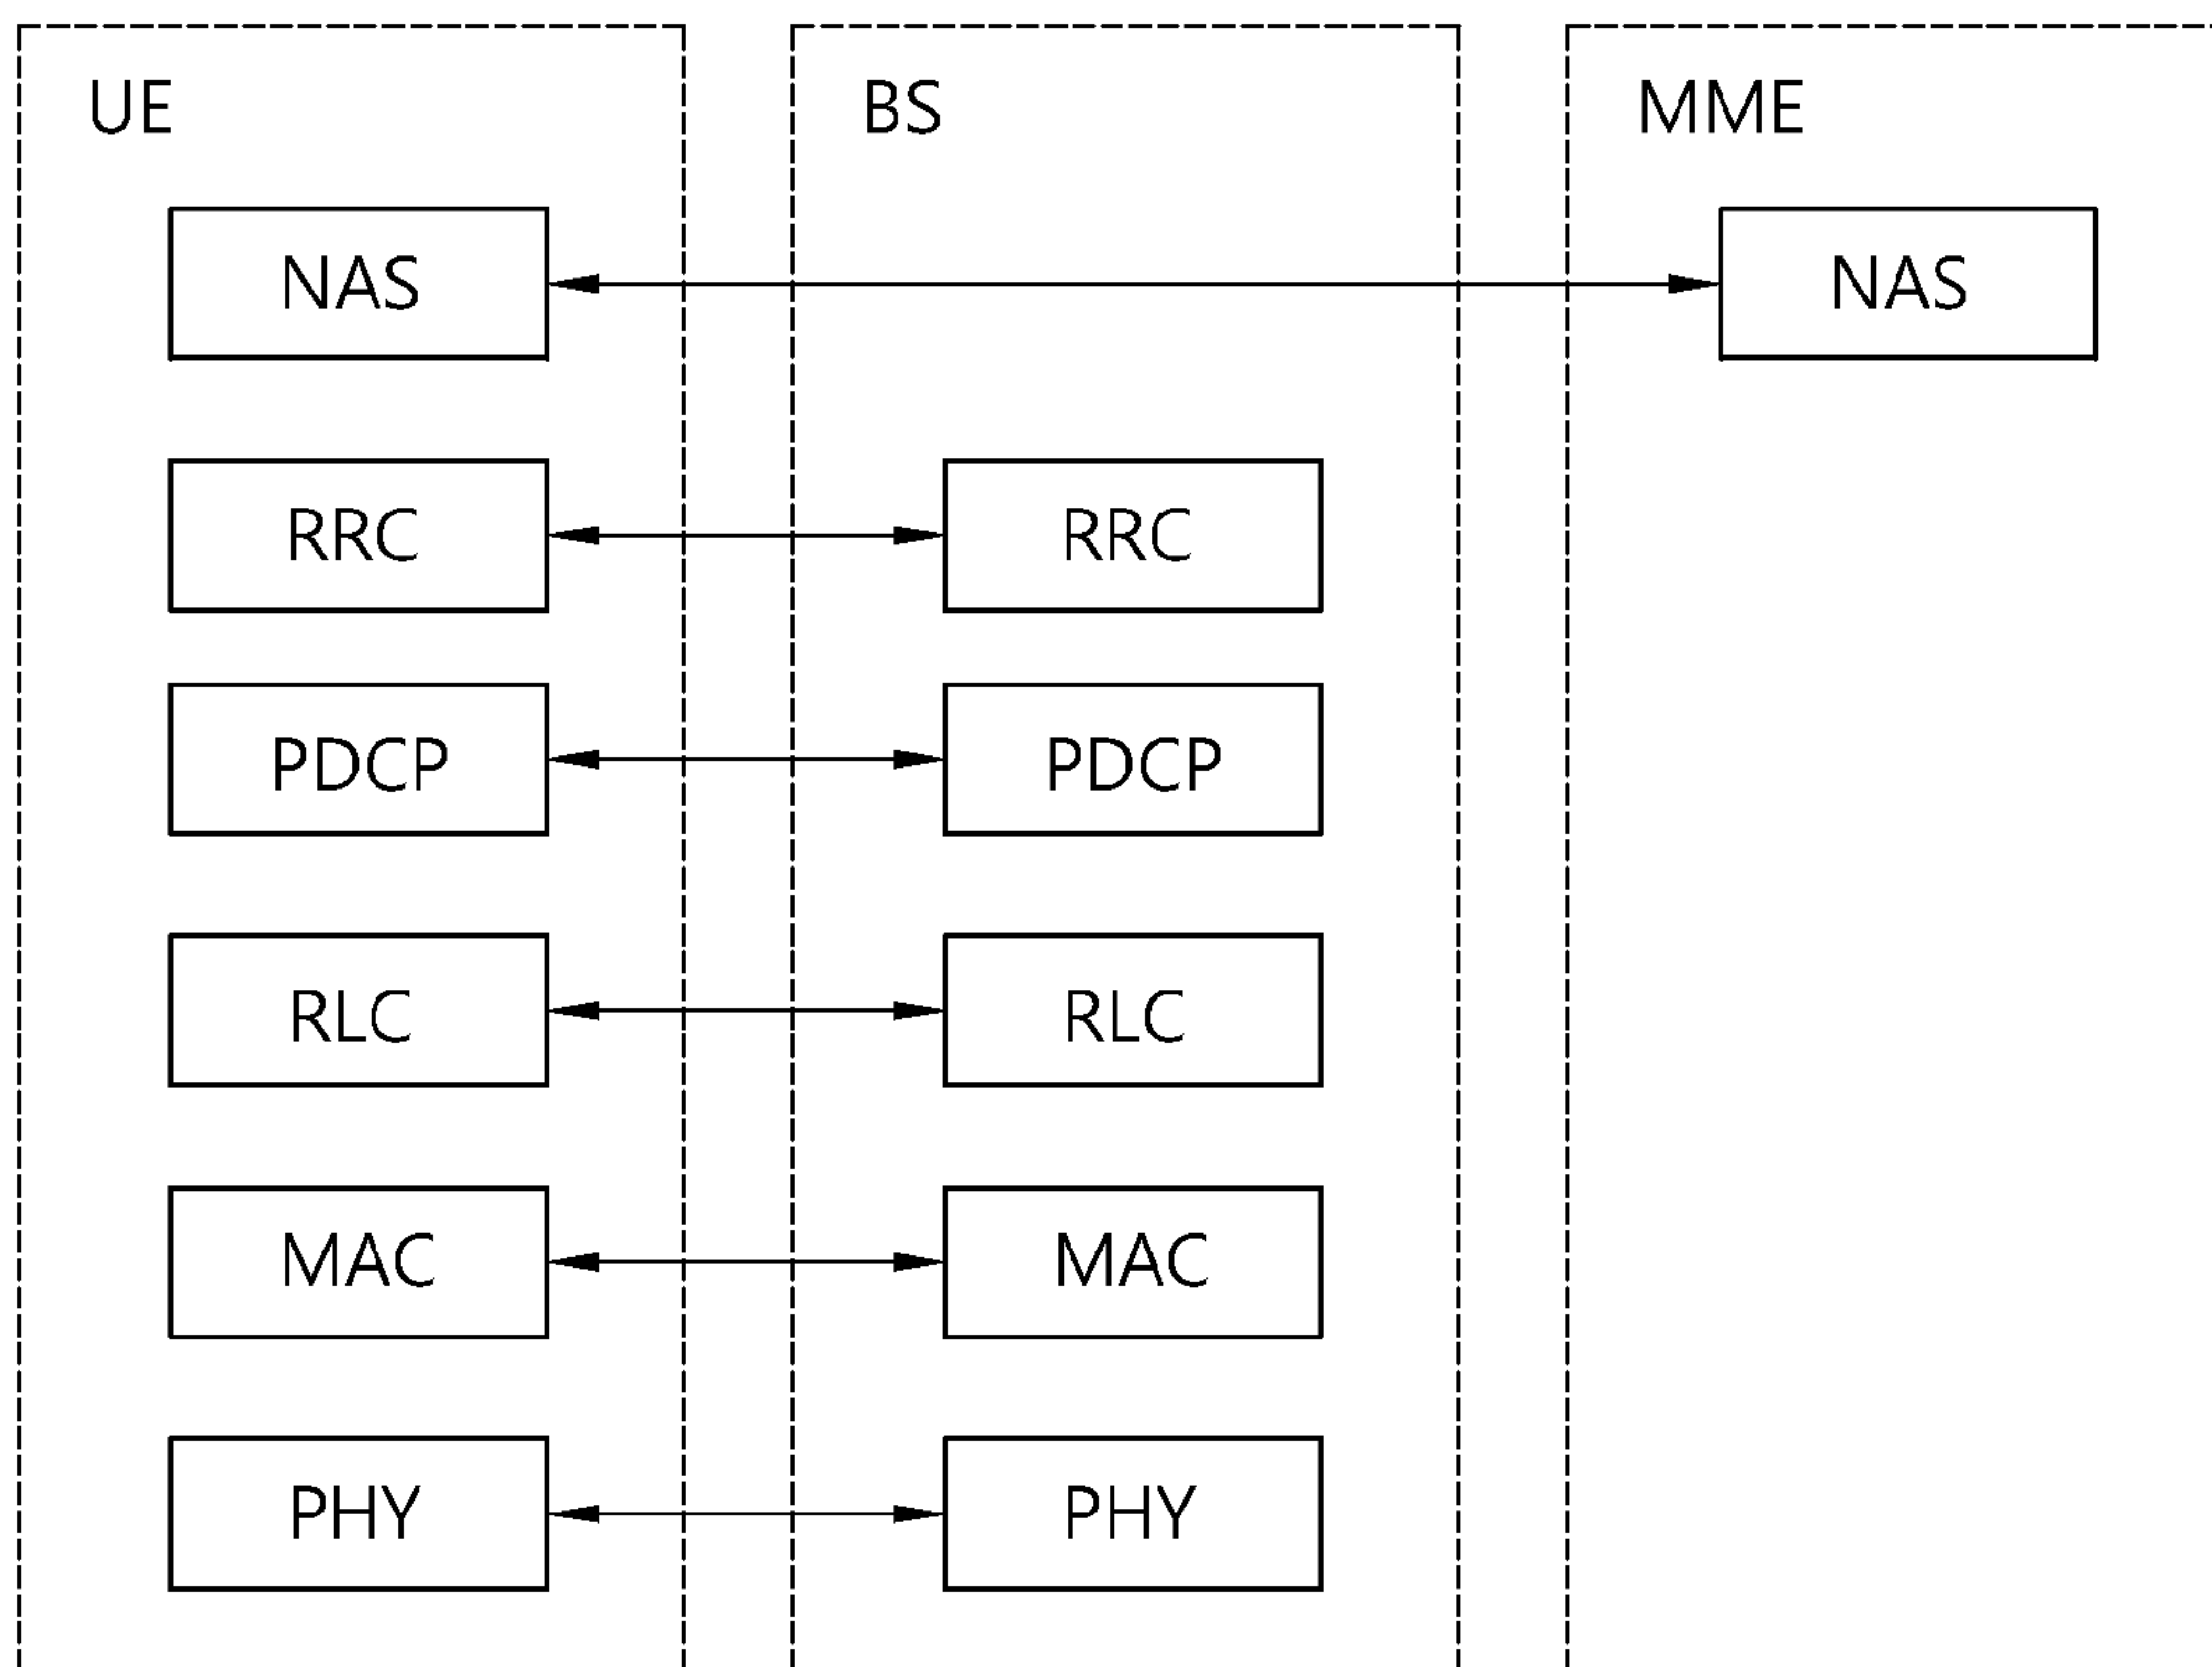 UE BS MME
NAS NAS
RRC RRC
PDCP PDCP
RLC RLC
MAC MAC
PHY PHY